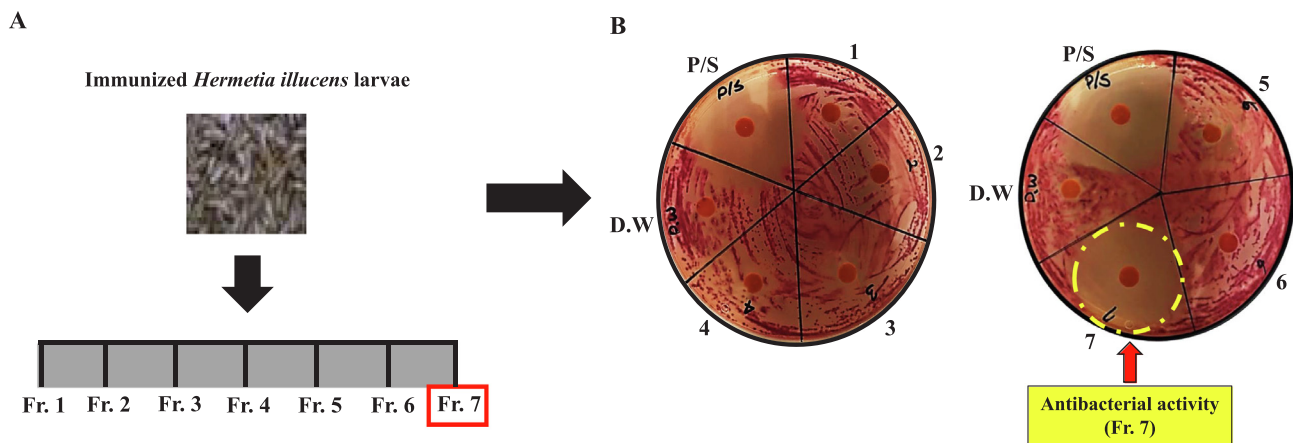 A
Immunized Hermetia illucens larvae
Fr. 1 Fr. 2 Fr. 3 Fr. 4 Fr. 5 Fr. 6 Fr. 7
B
P/S
1
2
3
4
D.W
P/S
P/S
5
6
7
D.W
P/S
Antibacterial activity
(Fr. 7)